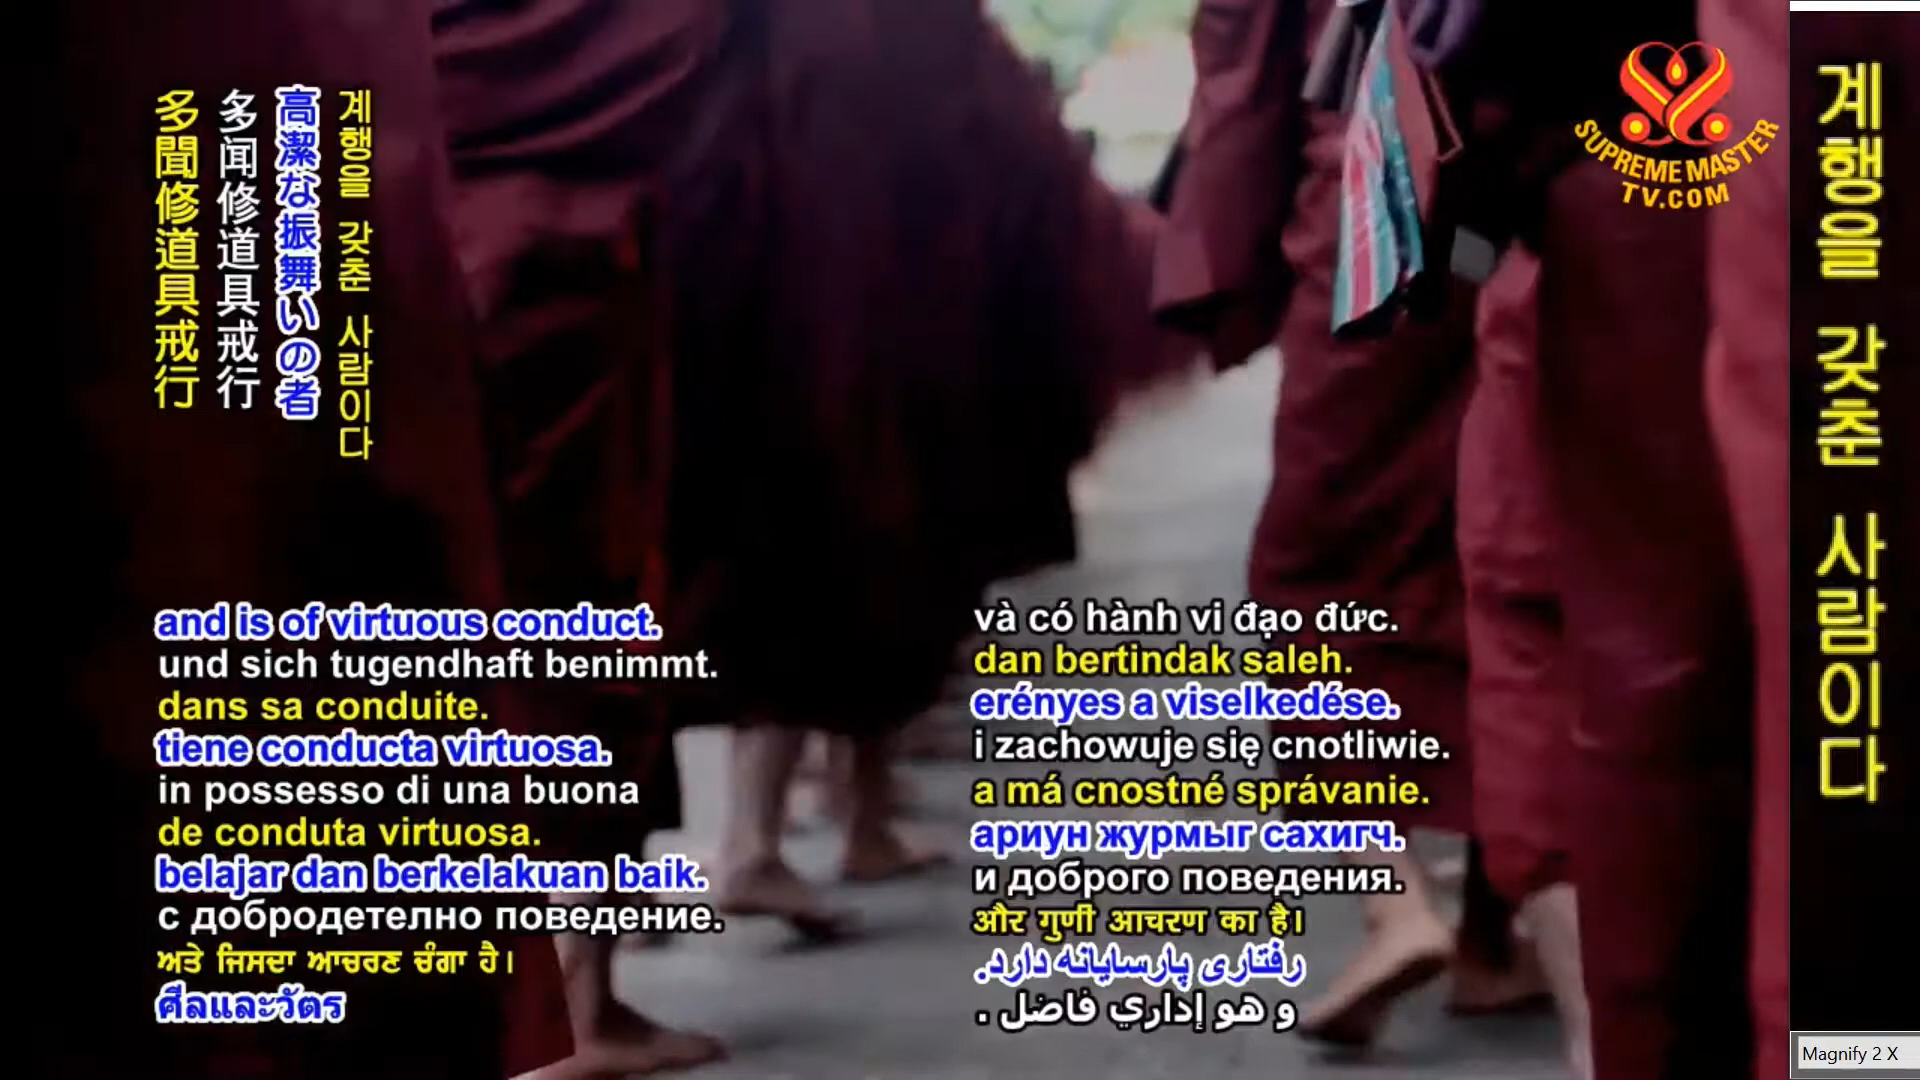 계행을 갖춘 사람이다
高潔な振舞いの者
多闻修道具戒行
多聞修道具戒行
SUPREME MASTER
TV.COM
and is of virtuous conduct.
und sich tugendhaft benimmt.
dans sa conduite.
tiene conducta virtuosa.
in possesso di una buona
de conduta virtuosa.
belajar dan berkelakuan baik.
с добродетелно поведение.
ਅਤੇ ਜਿਸਦਾ ਆਚਰਣ ਚੰਗਾ ਹੈ।
ศีลและวัตร
và có hành vi đạo đức.
dan bertindak saleh.
erényes a viselkedése.
i zachowuje się cnotliwie.
a má cnostné správanie.
ариун журмыг сахигч.
и доброго поведения.
और गुणी आचरण का है।
رفتاری پارسایانه دارد.
و هو إداري فاضل .
계행을 갖춘 사람이다
Magnify 2 X